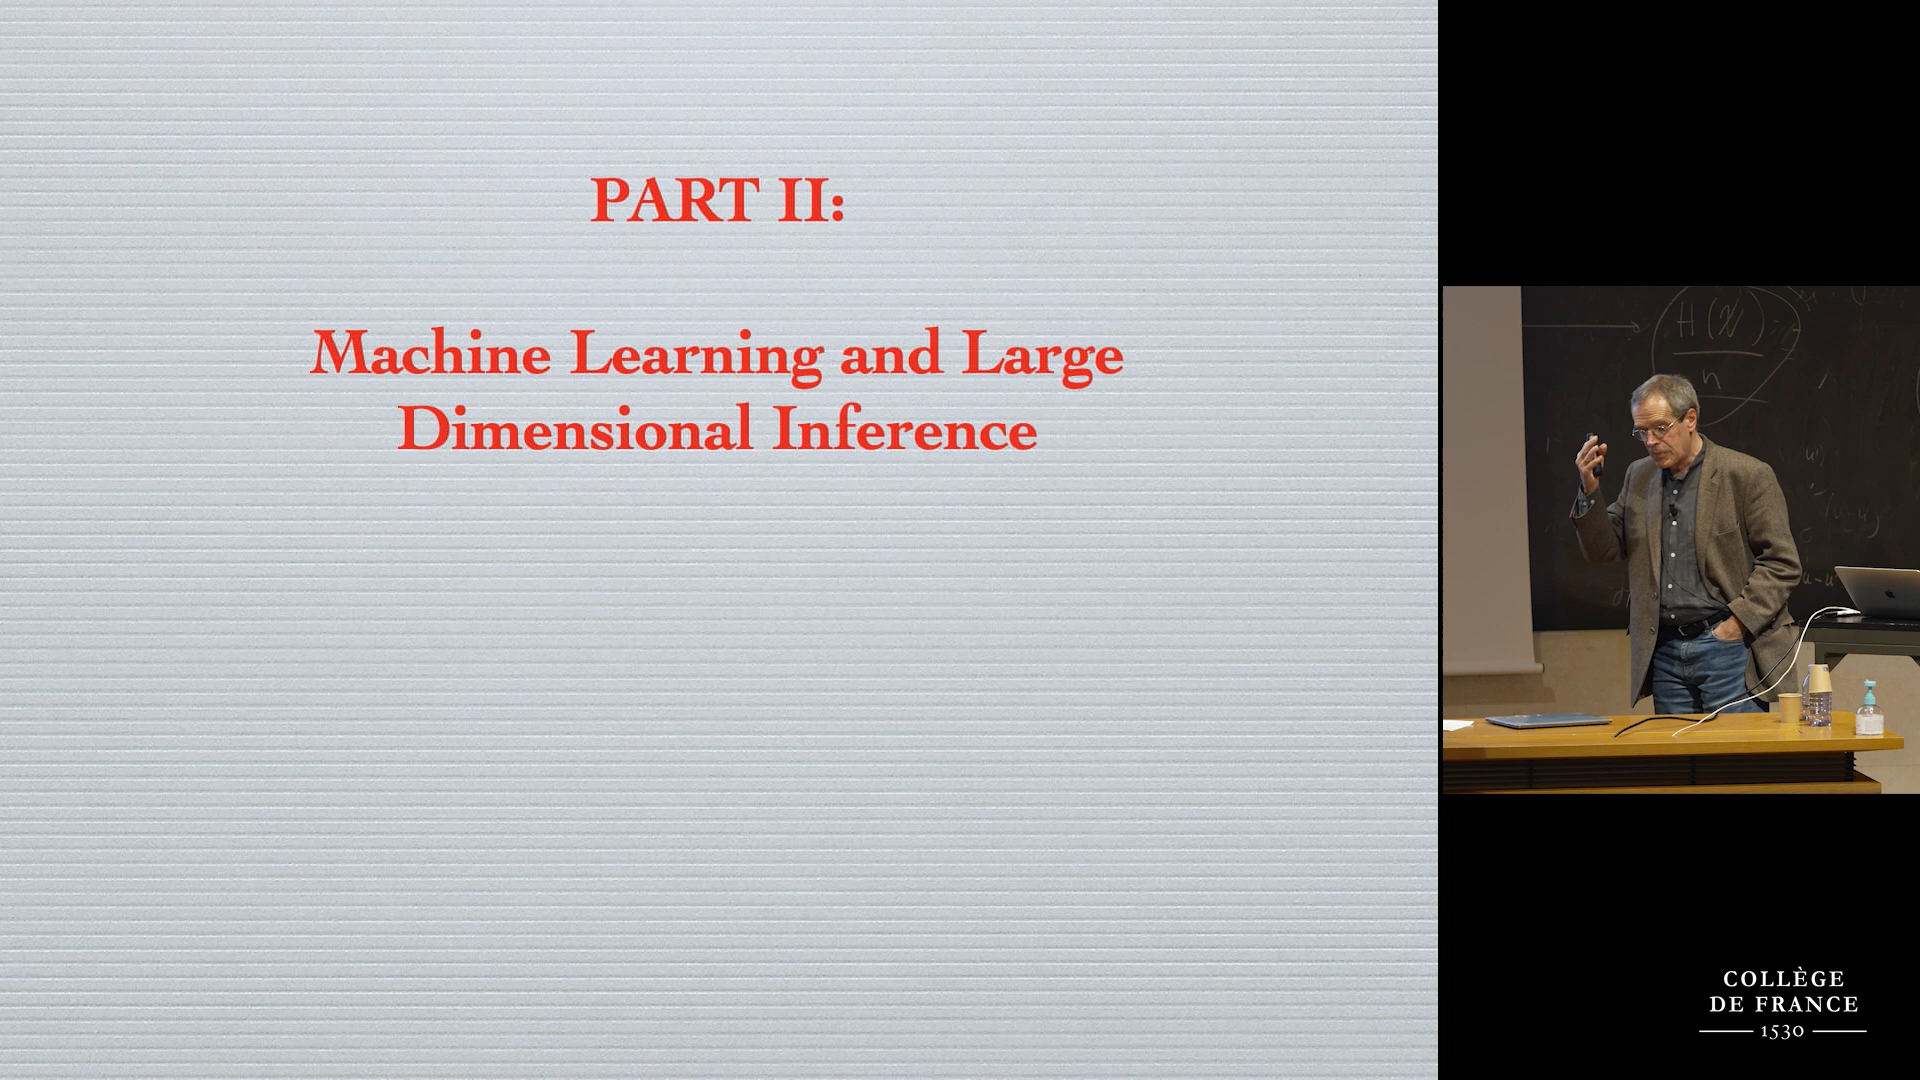 PART II:
Machine Learning and Large
Dimensional Inference
H(X)
n
COLLÈGE
DE FRANCE
1530